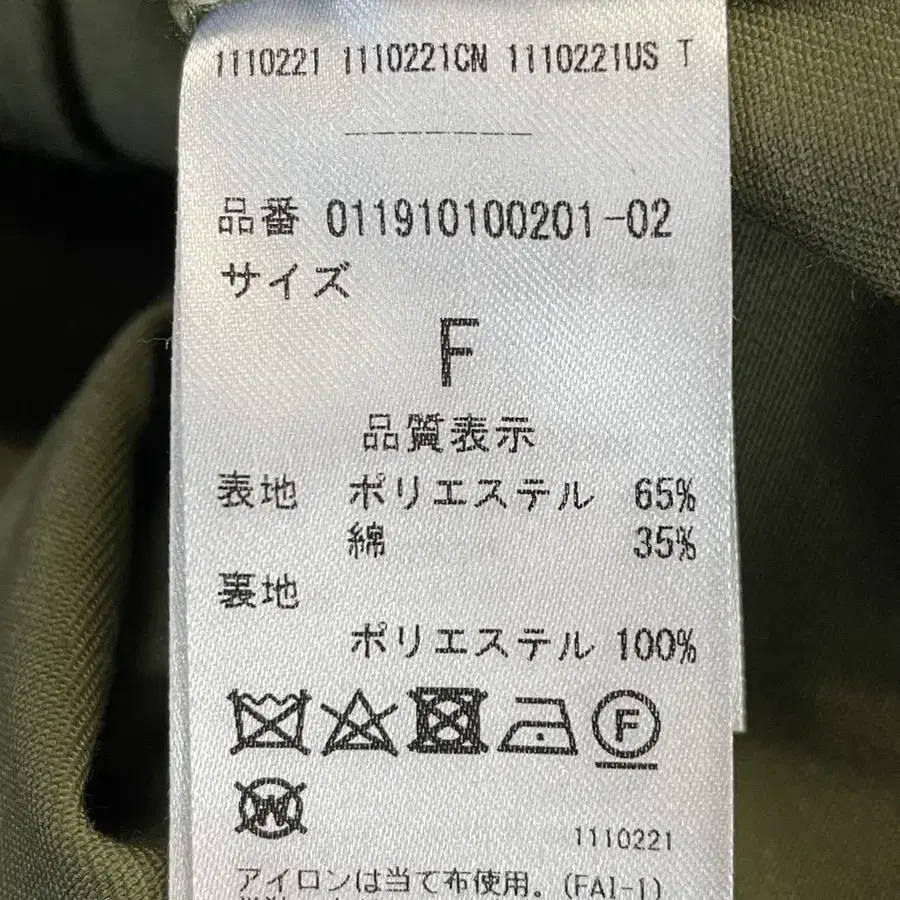 1110221 1110221CN 1110221US T
品番 011910100201-02
サイズ
F
品質表示
表地 ポリエステル 65%
綿 35%
裏地
ポリエステル 100%
F
W
1110221
アイロンは当て布使用。(FAI-1)